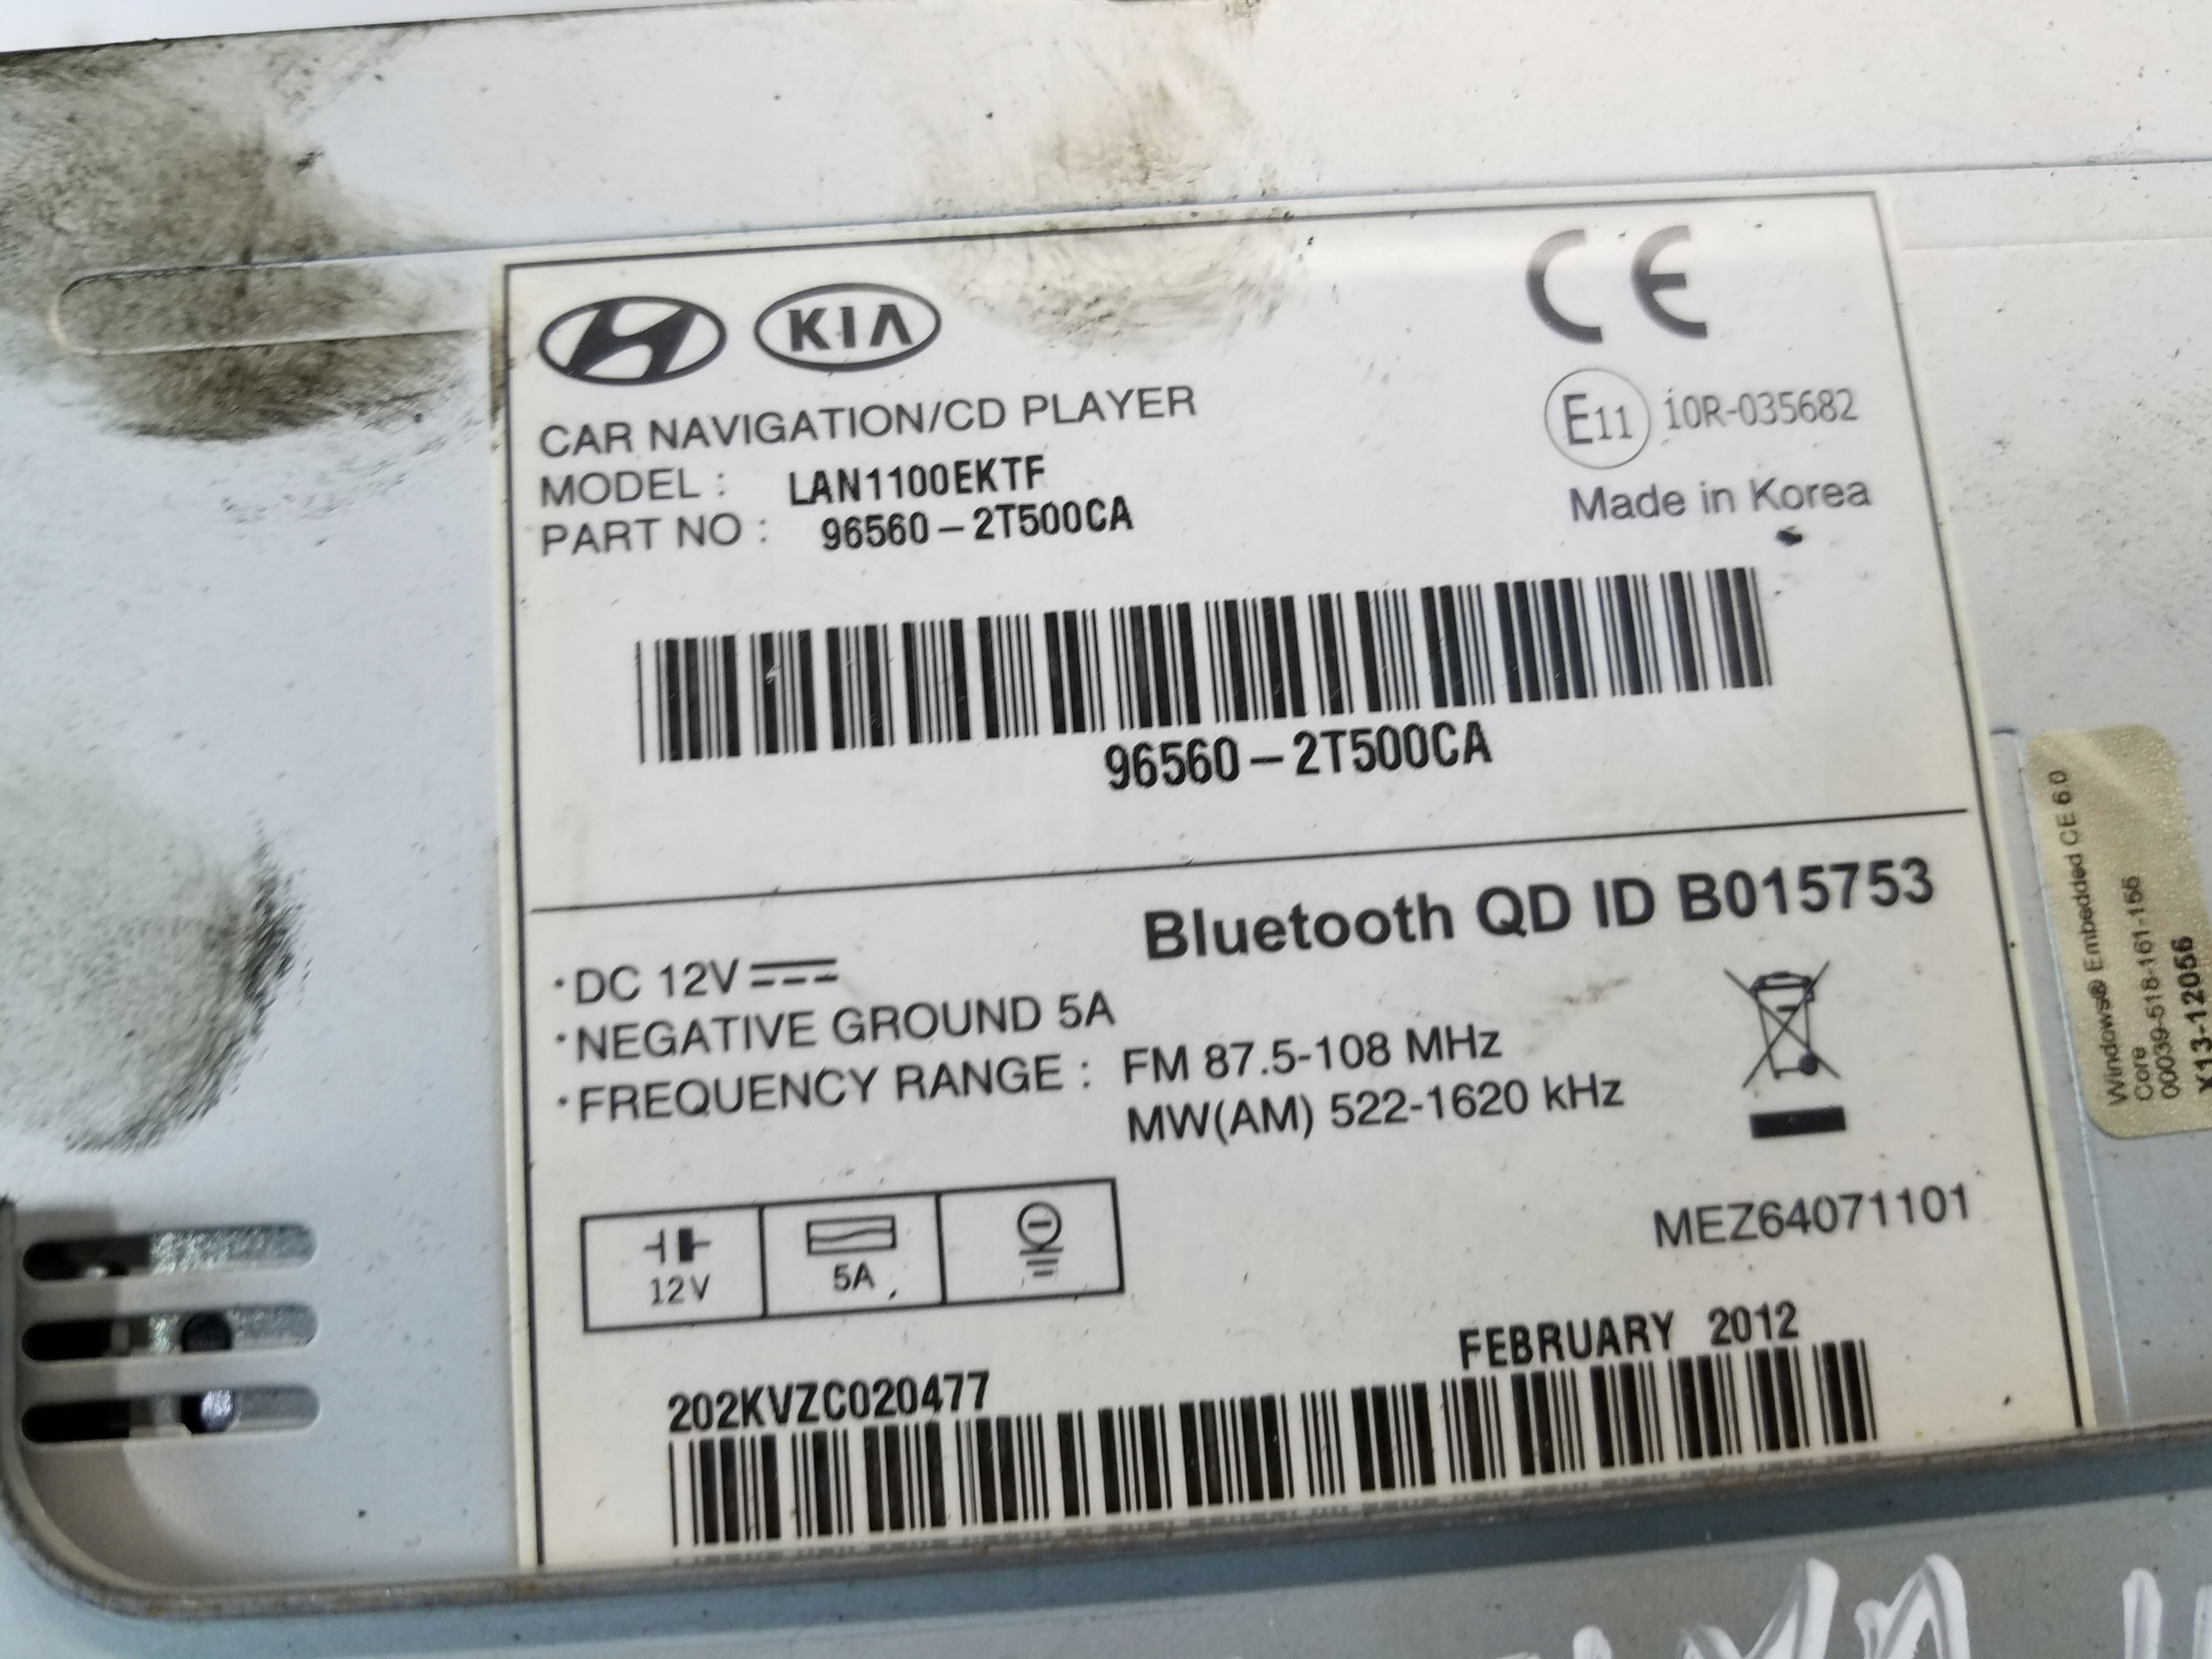 KIA
CE
CAR NAVIGATION/CD PLAYER
MODEL : LAN1100EKTF
PART NO : 96560-2T500CA
E11 10R-035682
Made in Korea
96560-2T500CA
Bluetooth QD ID B015753
·DC 12V
·NEGATIVE GROUND 5A
·FREQUENCY RANGE : FM 87.5-108 MHz
MW(AM) 522-1620 kHz
12V
5A
MEZ64071101
FEBRUARY 2012
202KVZC020477
Windows® Embedded CE 6.0
Core
00039-518-161-156
X13-12056